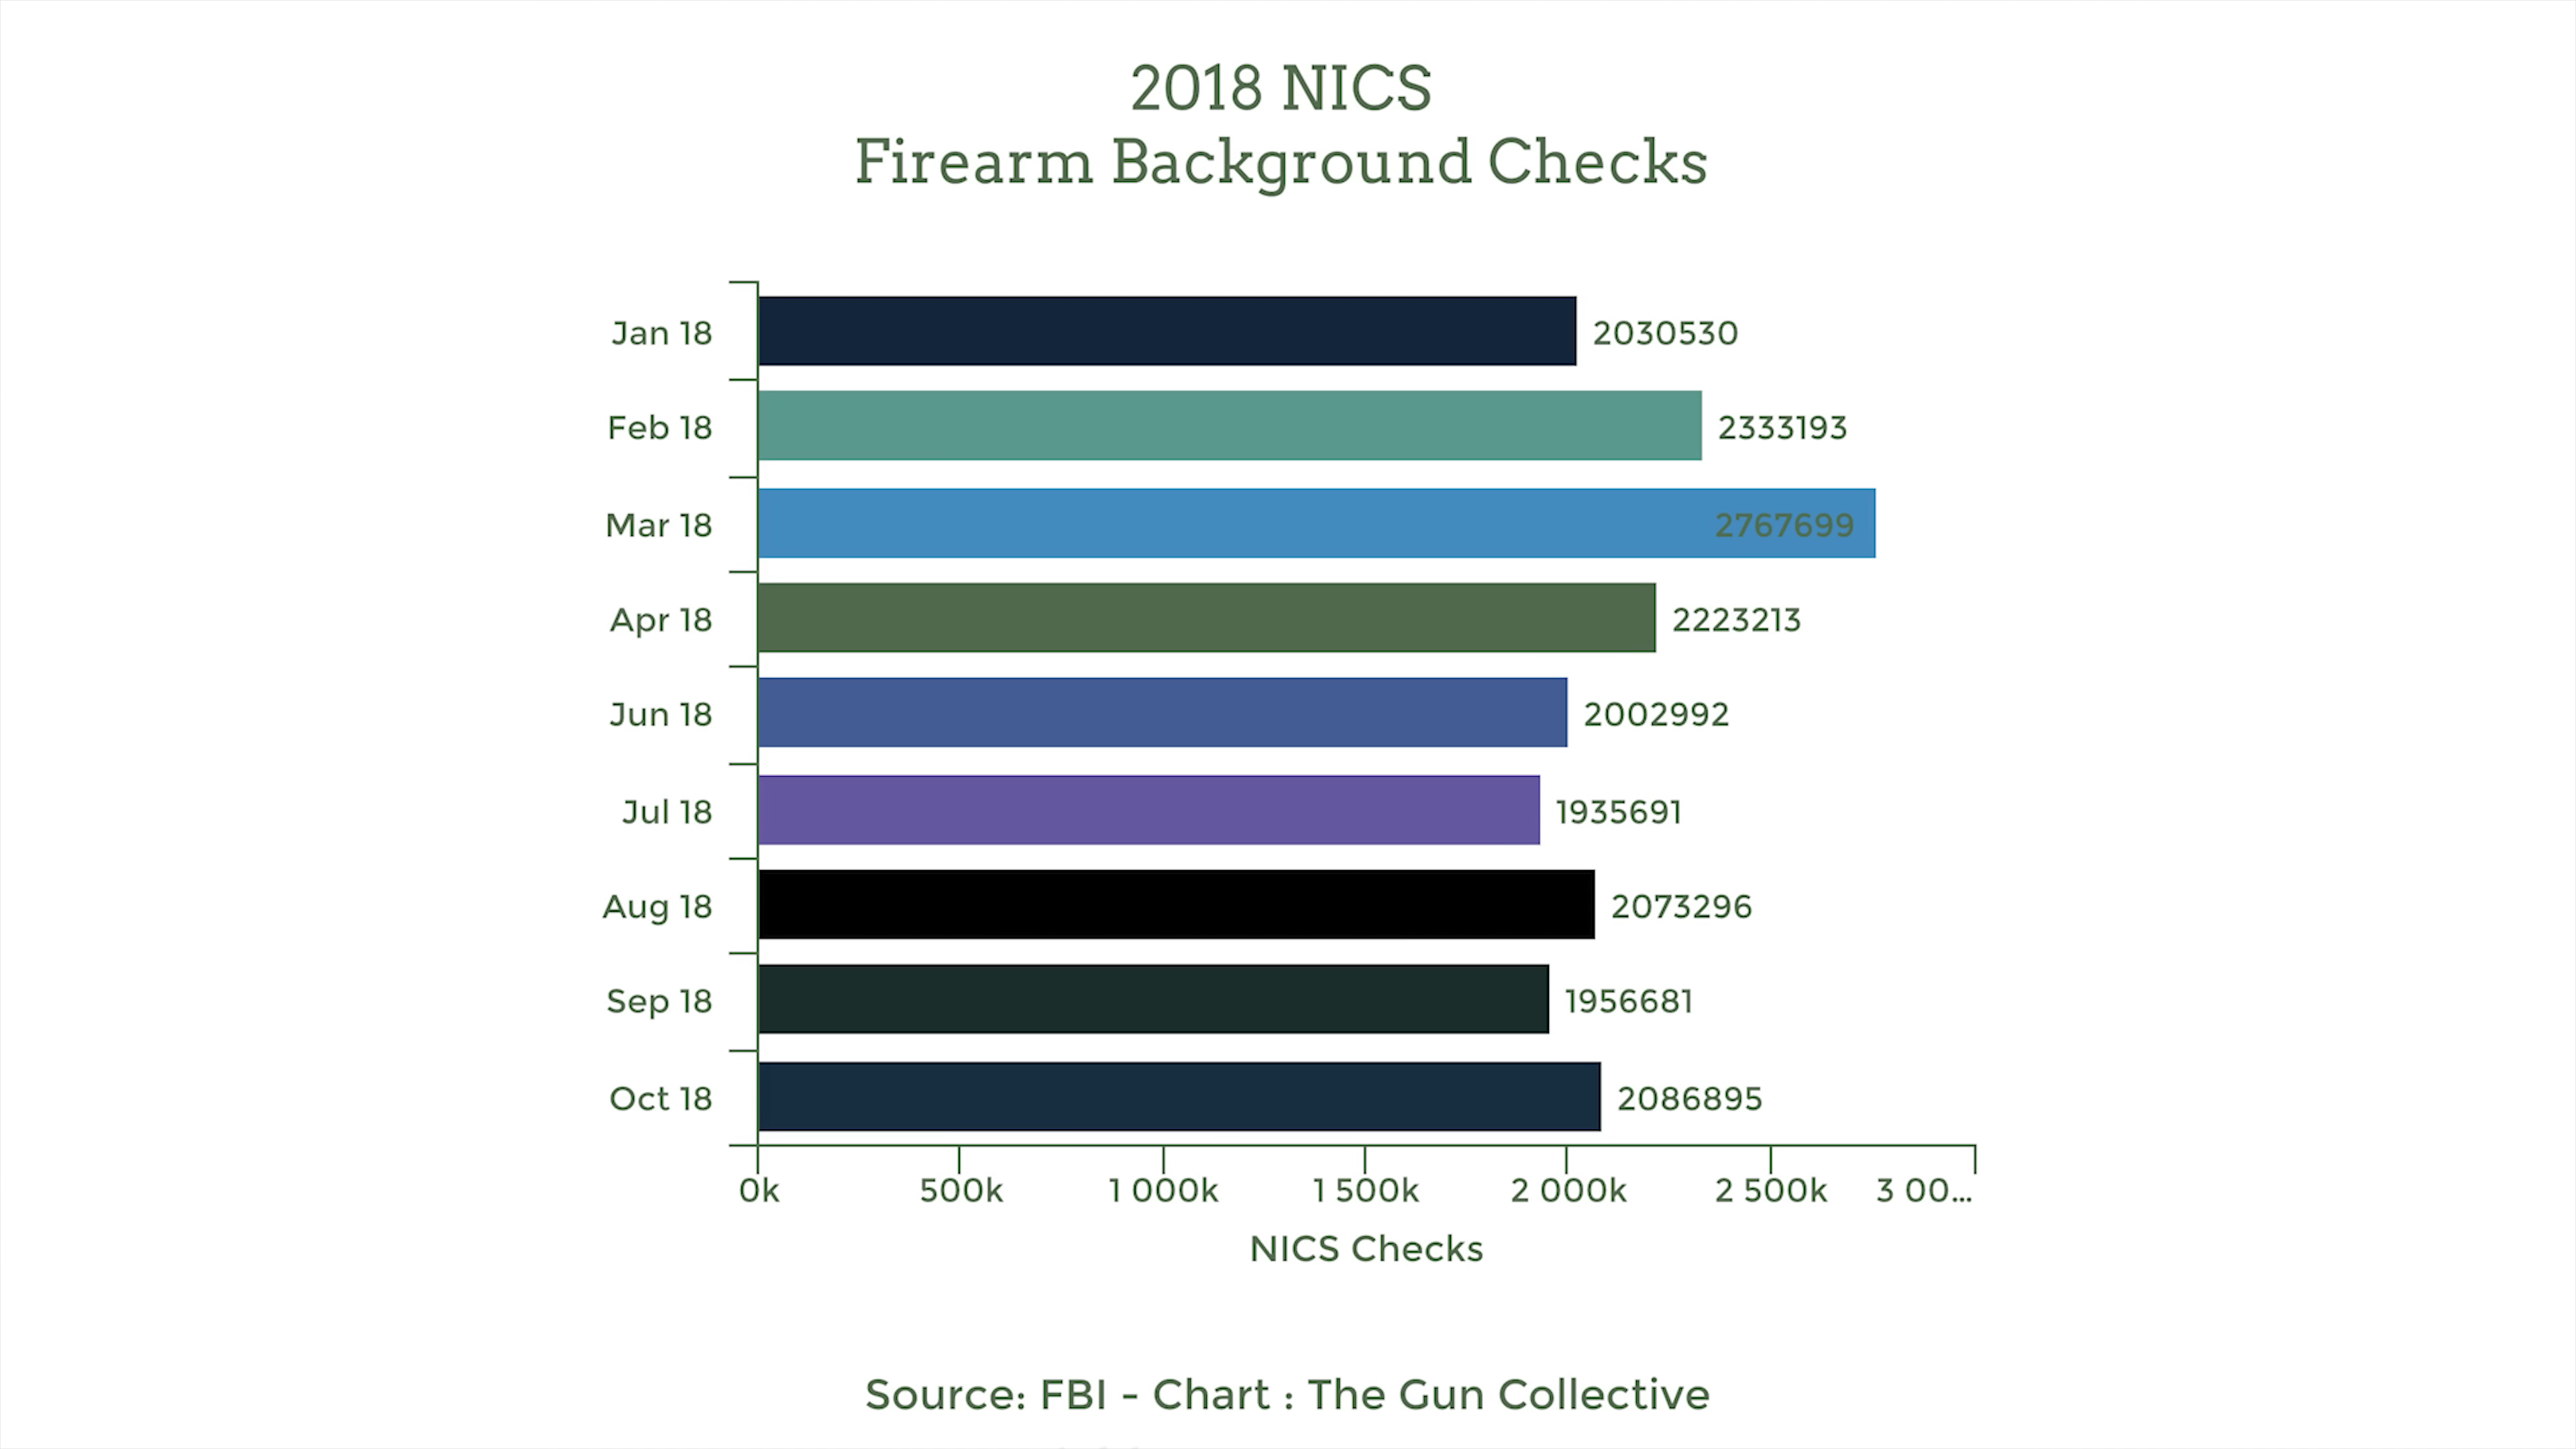 2018 NICS
Firearm Background Checks
Jan 18 2030530
Feb 18 2333193
Mar 18 2767699
Apr 18 2223213
Jun 18 2002992
Jul 18 1935691
Aug 18 2073296
Sep 18 1956681
Oct 18 2086895
0k 500k 1 000k 1 500k 2 000k 2 500k 3 00...
NICS Checks
Source: FBI - Chart : The Gun Collective